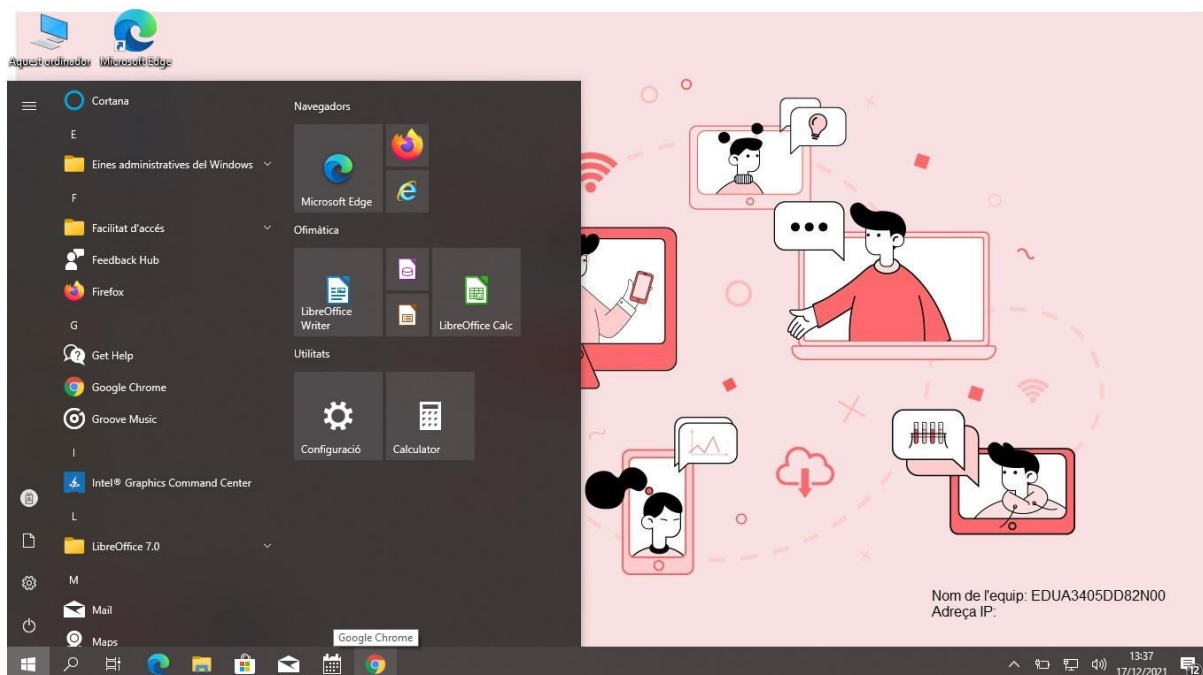 Aquest ordinador
Microsoft Edge
Cortana
E
Eines administratives del Windows
F
Facilitat d'accés
Feedback Hub
Firefox
G
Get Help
Google Chrome
Groove Music
I
Intel® Graphics Command Center
L
LibreOffice 7.0
M
Mail
Maps
Navegadors
Microsoft Edge
Ofimàtica
LibreOffice
Writer
LibreOffice Calc
Utilitats
Configuració
Calculator
Google Chrome
Nom de l'equip: EDUA3405DD82N00
Adreça IP:
13:37
17/12/2021
12